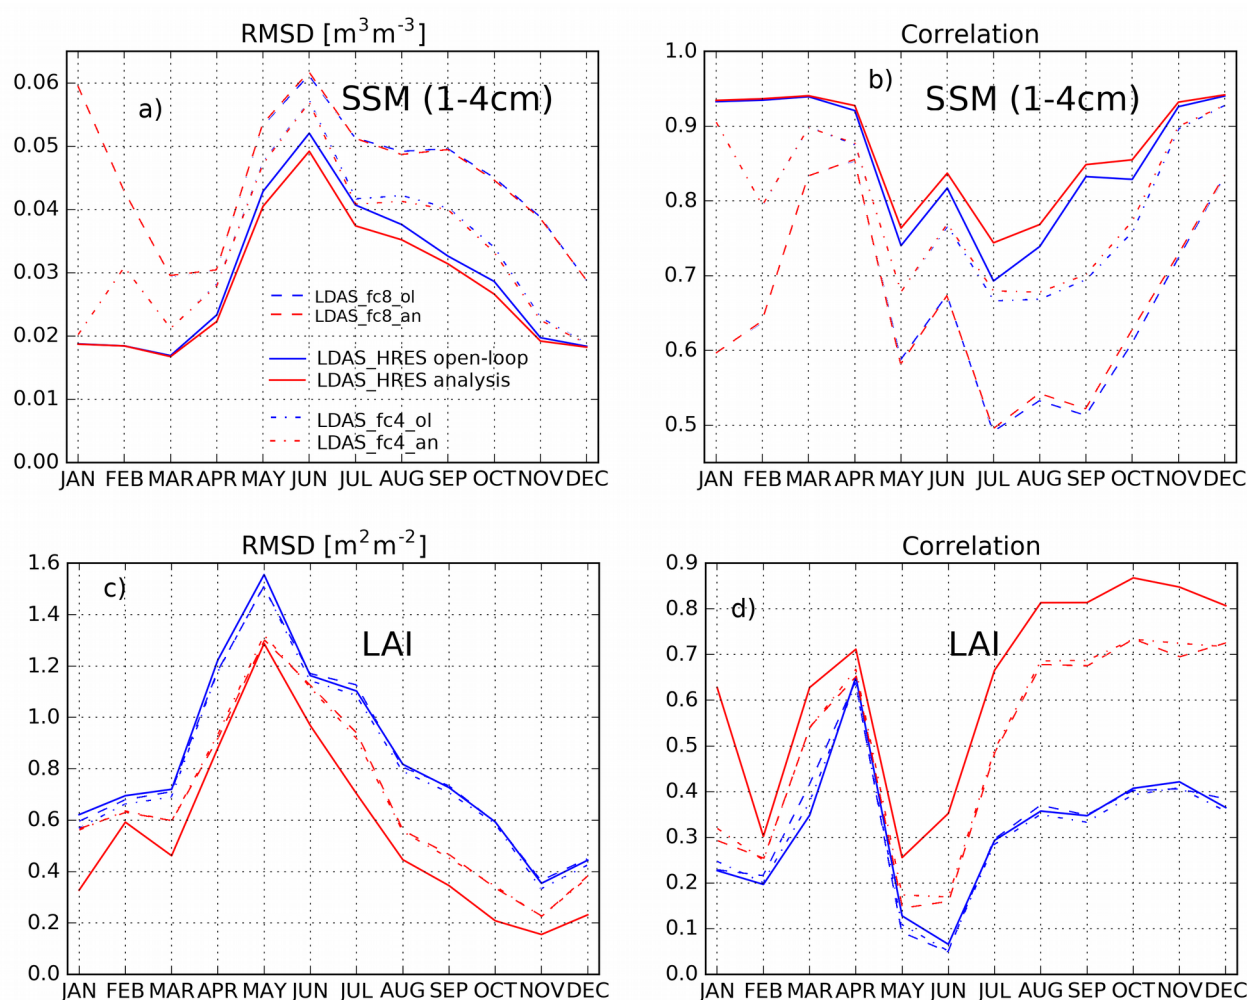 RMSD [m³m⁻³]
0.06
0.05
0.04
0.03
0.02
0.01
0.00
a)
SSM (1-4cm)
LDAS_fc8_ol
LDAS_fc8_an
LDAS_HRES open-loop
LDAS_HRES analysis
LDAS_fc4_ol
LDAS_fc4_an
JAN FEB MAR APR MAY JUN JUL AUG SEP OCT NOV DEC
Correlation
1.0
0.9
0.8
0.7
0.6
0.5
b)
SSM (1-4cm)
JAN FEB MAR APR MAY JUN JUL AUG SEP OCT NOV DEC
RMSD [m²m⁻²]
1.6
1.4
1.2
1.0
0.8
0.6
0.4
0.2
0.0
c)
LAI
JAN FEB MAR APR MAY JUN JUL AUG SEP OCT NOV DEC
Correlation
0.9
0.8
0.7
0.6
0.5
0.4
0.3
0.2
0.1
0.0
d)
LAI
JAN FEB MAR APR MAY JUN JUL AUG SEP OCT NOV DEC